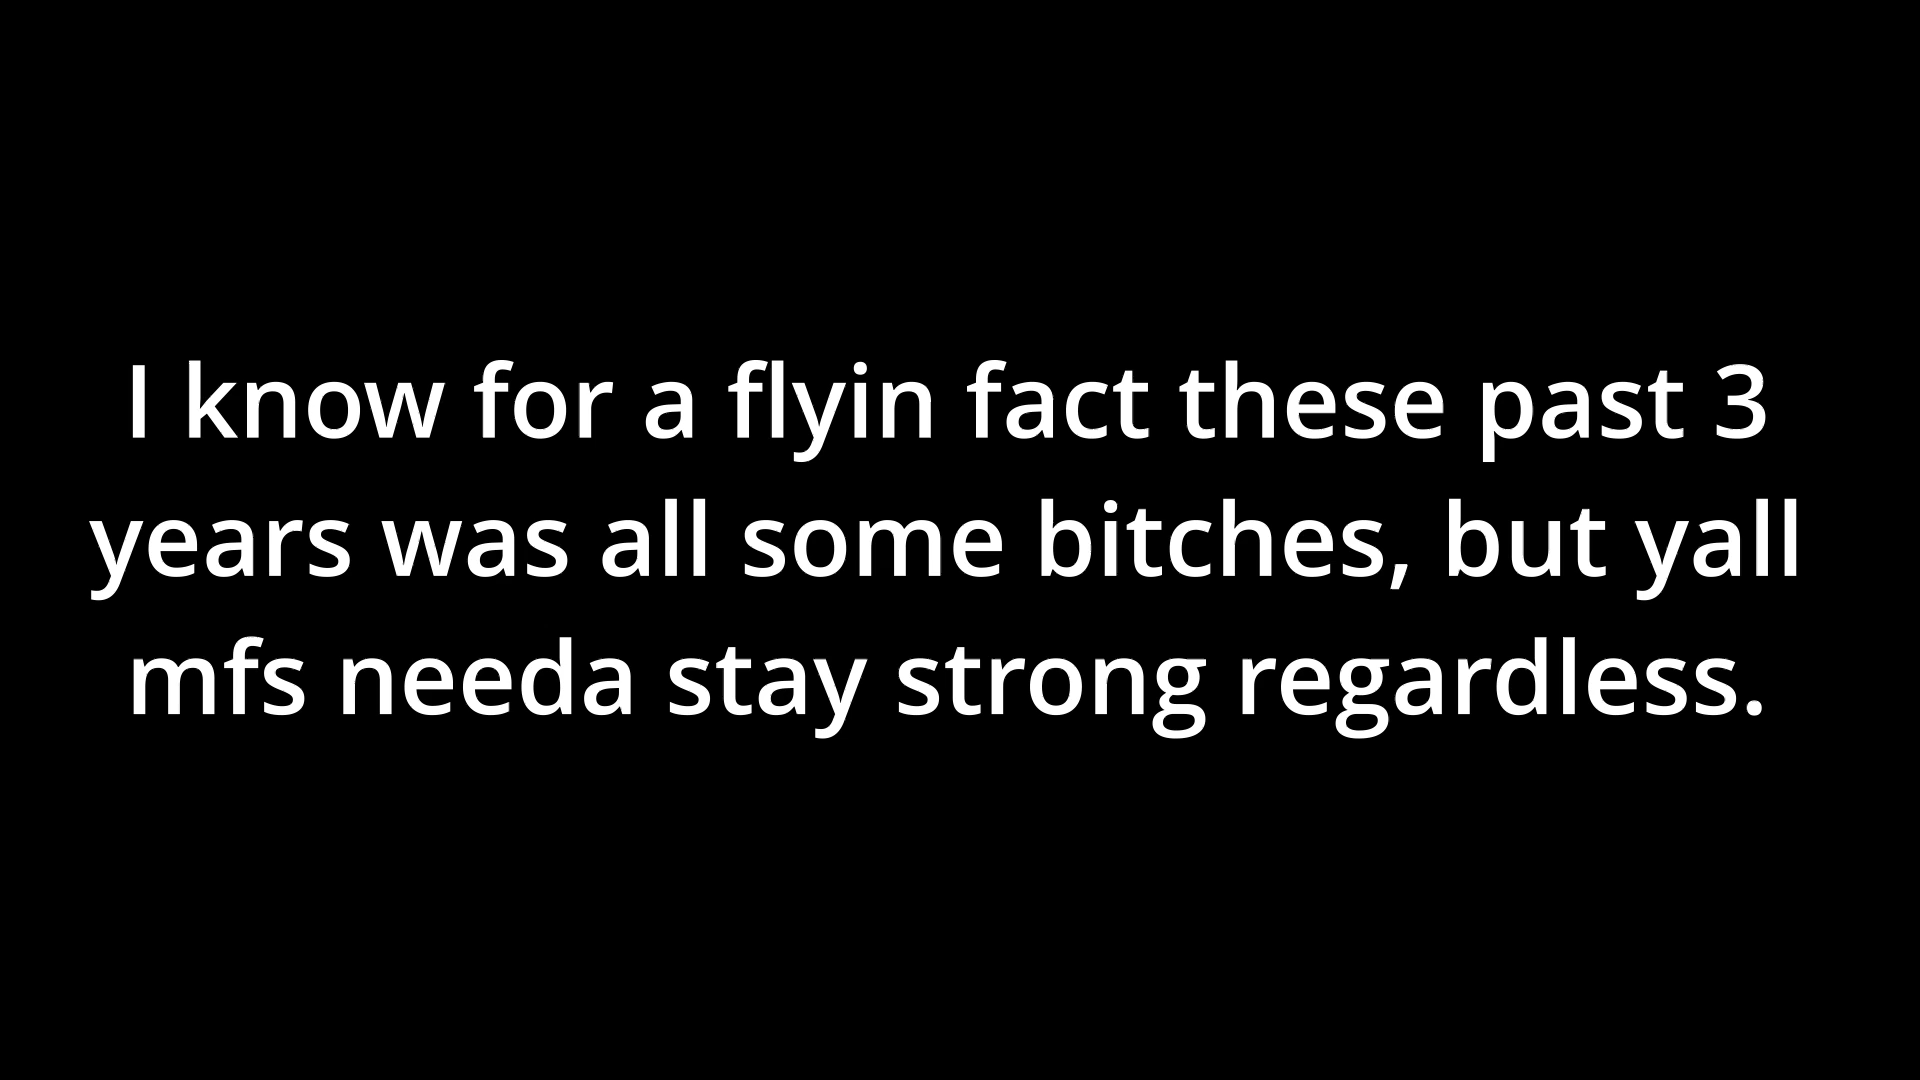 I know for a flyin fact these past 3
years was all some bitches, but yall
mfs needa stay strong regardless.